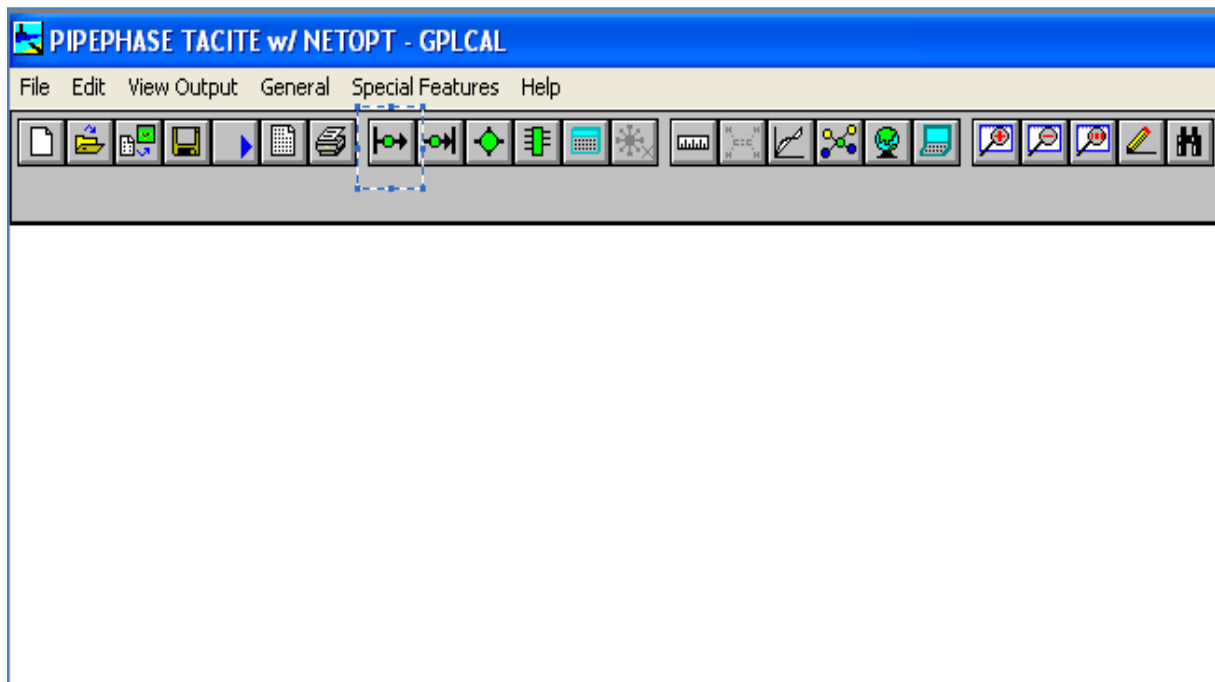 PIPEPHASE TACITE w/ NETOPT - GPLCAL
File Edit View Output General Special Features Help